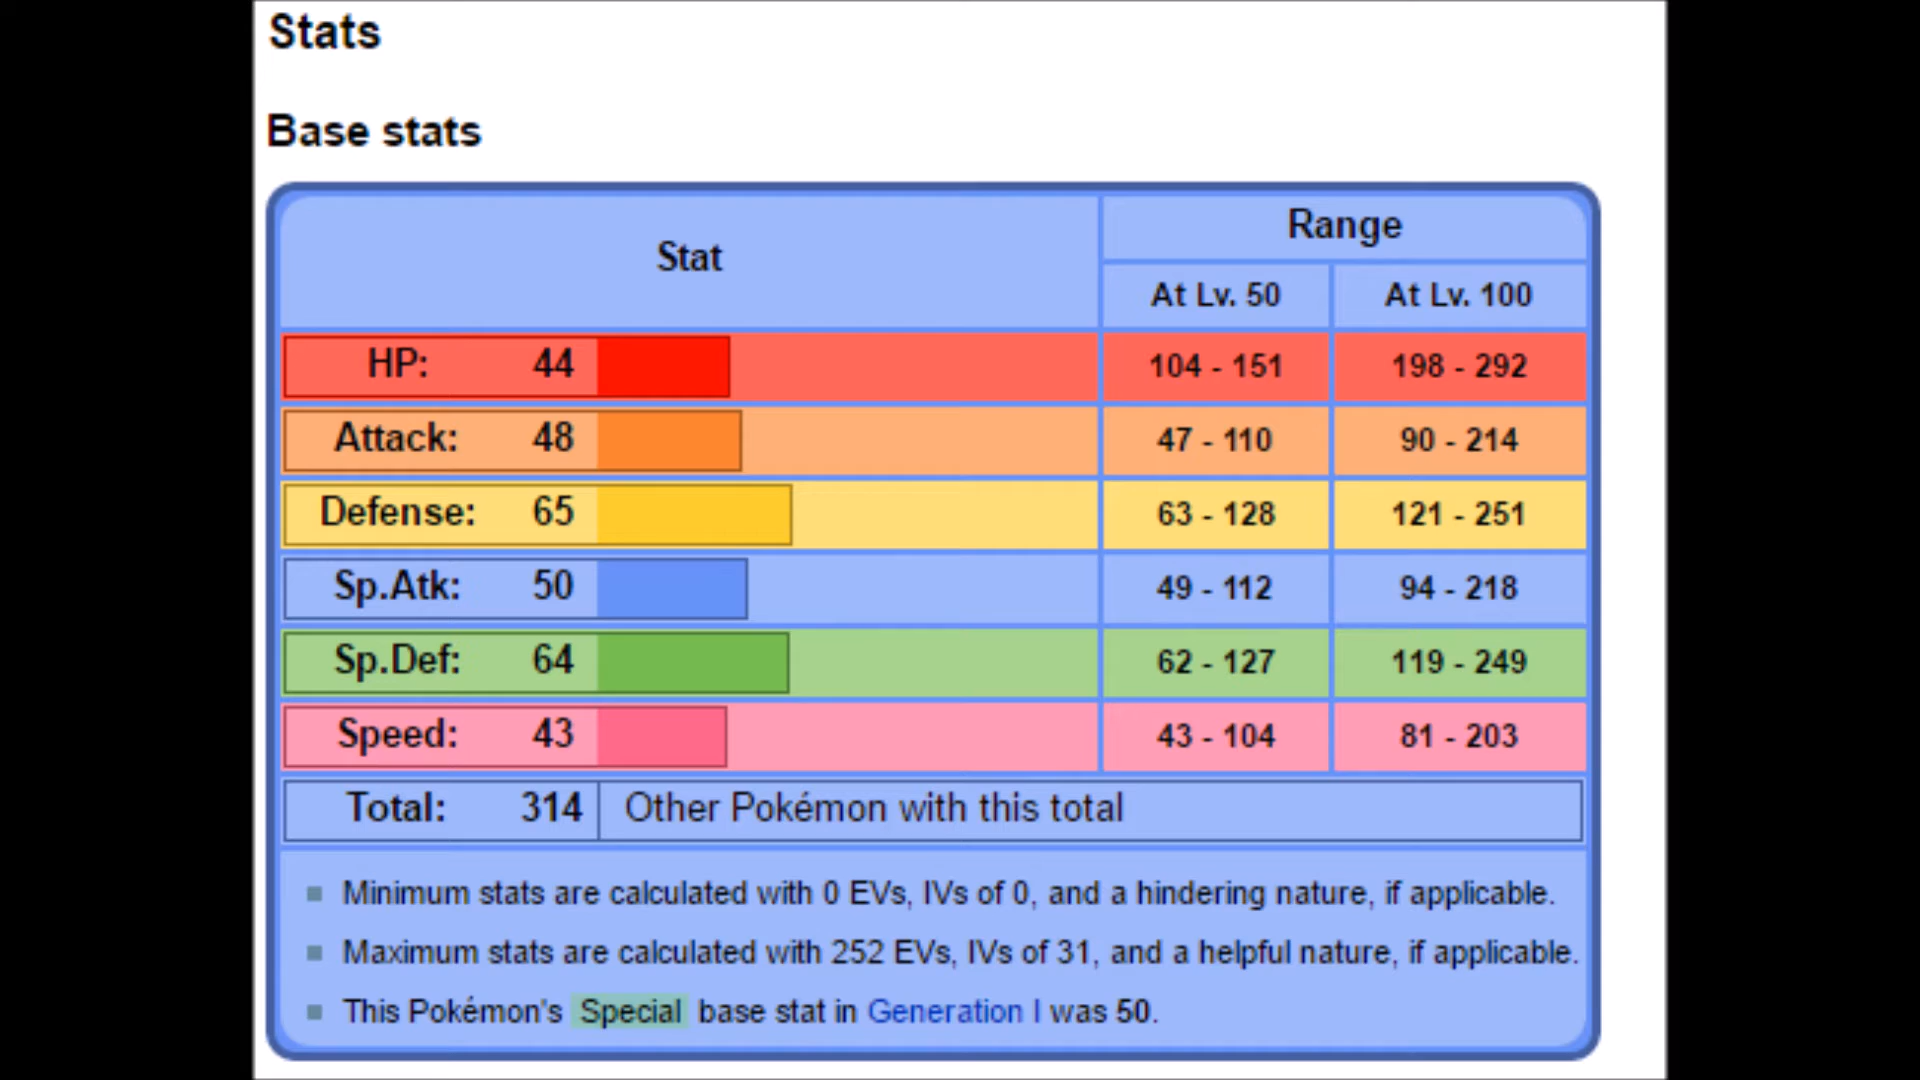 Stats
Base stats
Stat
Range
At Lv. 50
At Lv. 100
HP: 44 104 - 151 198 - 292
Attack: 48 47 - 110 90 - 214
Defense: 65 63 - 128 121 - 251
Sp.Atk: 50 49 - 112 94 - 218
Sp.Def: 64 62 - 127 119 - 249
Speed: 43 43 - 104 81 - 203
Total: 314 Other Pokémon with this total
Minimum stats are calculated with 0 EVs, IVs of 0, and a hindering nature, if applicable.
Maximum stats are calculated with 252 EVs, IVs of 31, and a helpful nature, if applicable.
This Pokémon's Special base stat in Generation I was 50.